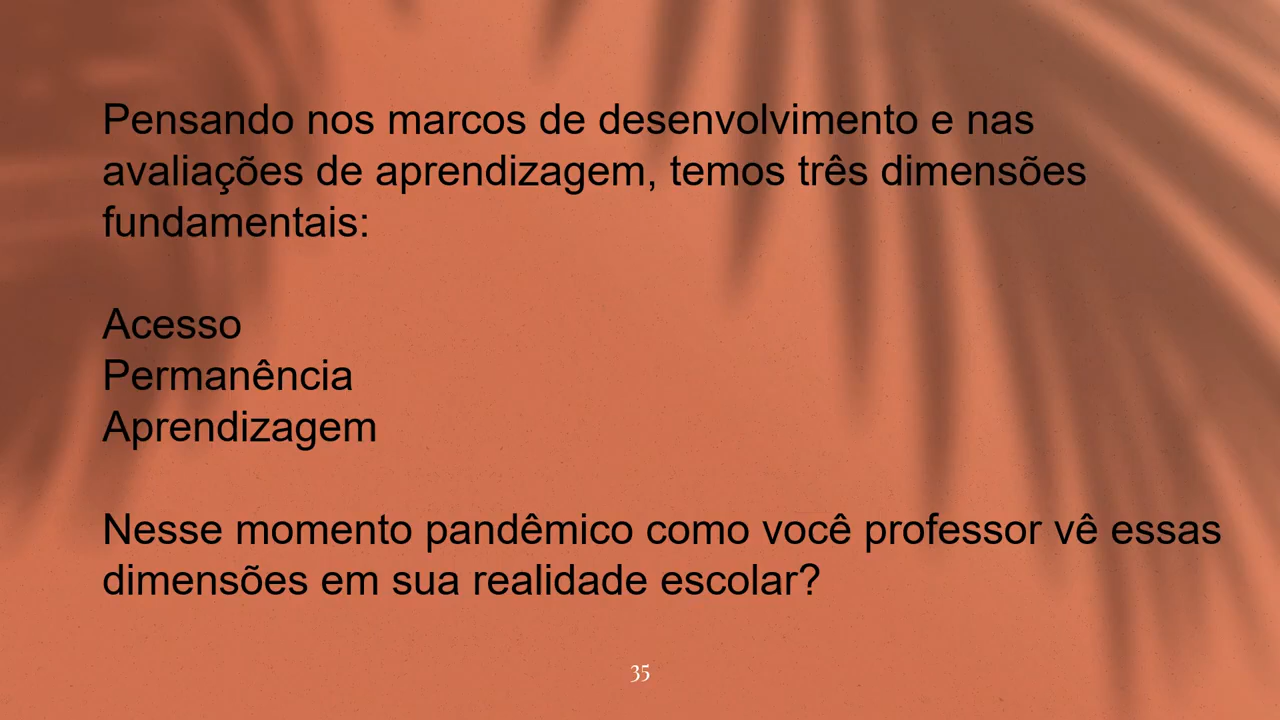 Pensando nos marcos de desenvolvimento e nas
avaliações de aprendizagem, temos três dimensões
fundamentais:
Acesso
Permanência
Aprendizagem
Nesse momento pandêmico como você professor vê essas
dimensões em sua realidade escolar?
35